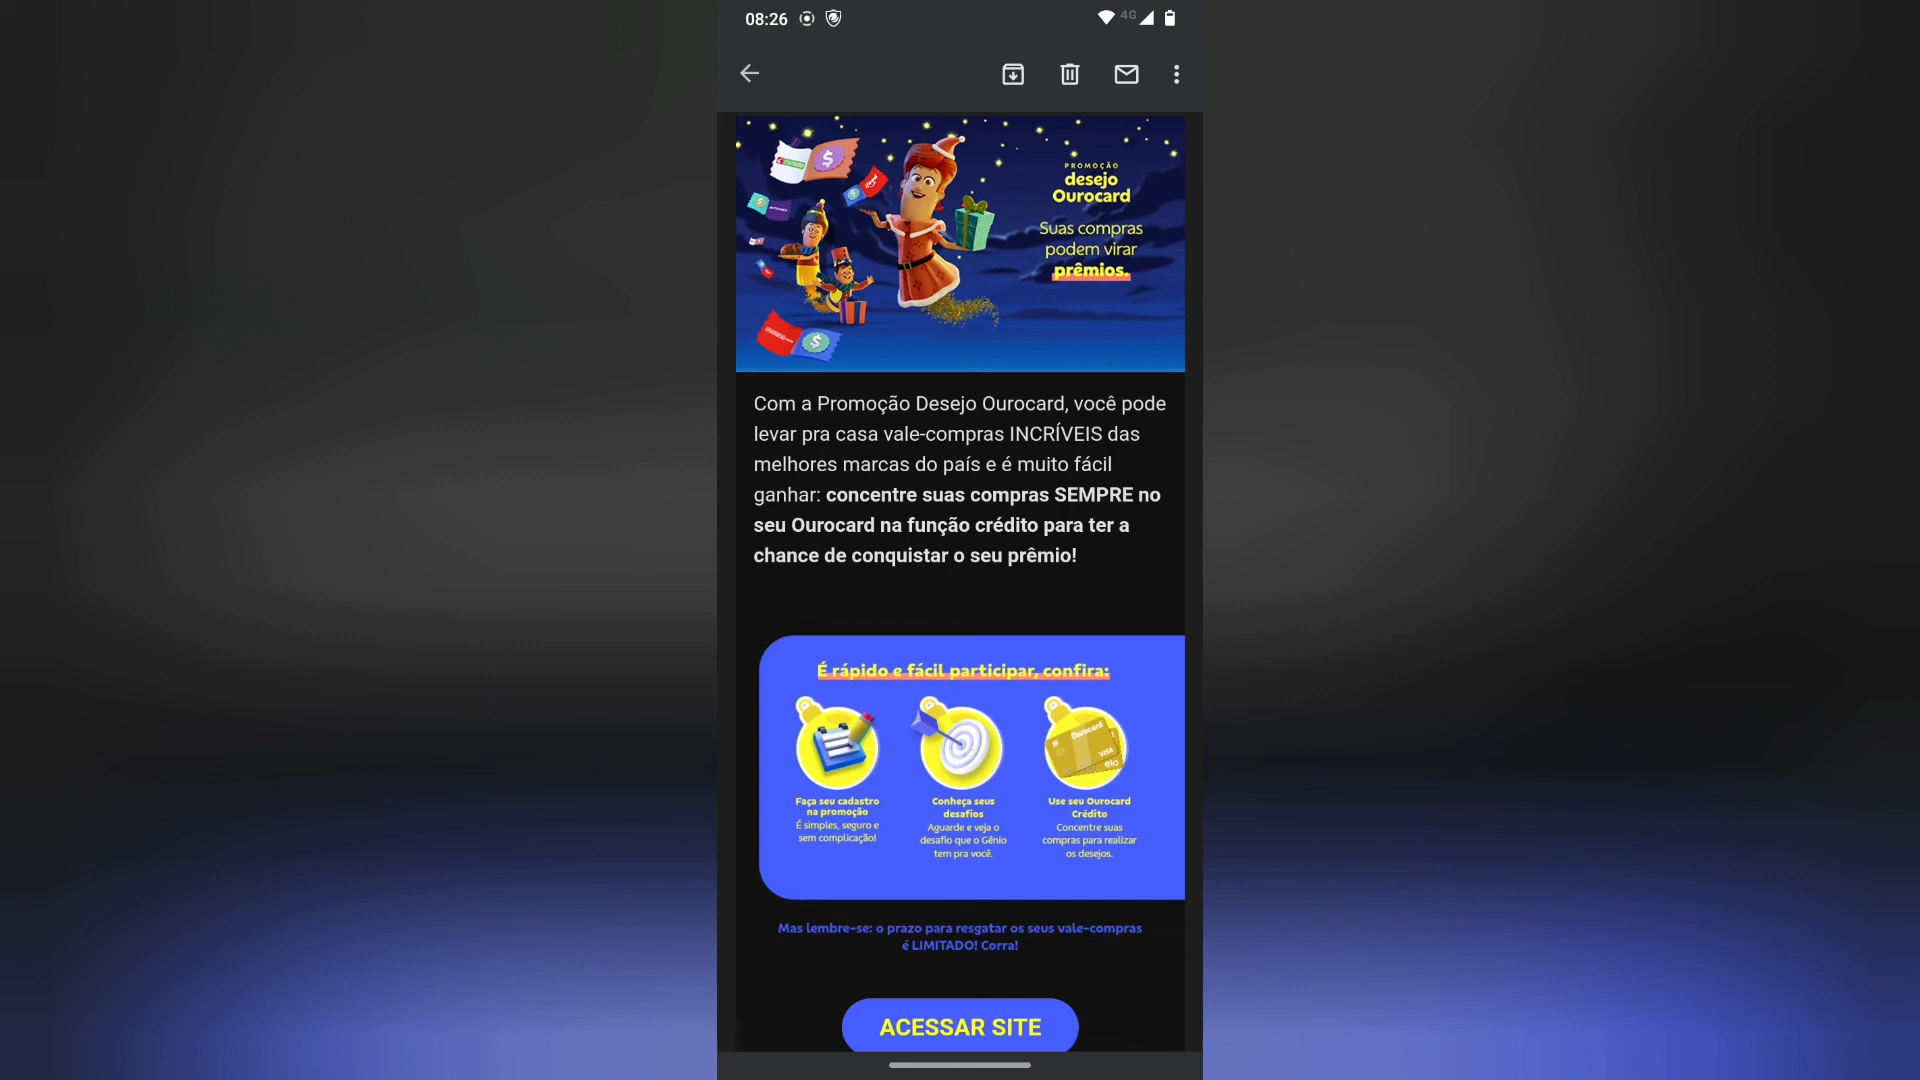 08:26
4G
PROMOÇÃO
desejo
Ourocard
Suas compras
podem virar
prêmios.
Com a Promoção Desejo Ourocard, você pode
levar pra casa vale-compras INCRÍVEIS das
melhores marcas do país e é muito fácil
ganhar: concentre suas compras SEMPRE no
seu Ourocard na função crédito para ter a
chance de conquistar o seu prêmio!
É rápido e fácil participar, confira:
Ourocard
VISA
elo
Faça seu cadastro
na promoção
É simples, seguro e
sem complicação!
Conheça seus
desafios
Aguarde e veja o
desafio que o Gênio
tem pra você.
Use seu Ourocard
Crédito
Concentre suas
compras para realizar
os desejos.
Mas lembre-se: o prazo para resgatar os seus vale-compras
é LIMITADO! Corra!
ACESSAR SITE